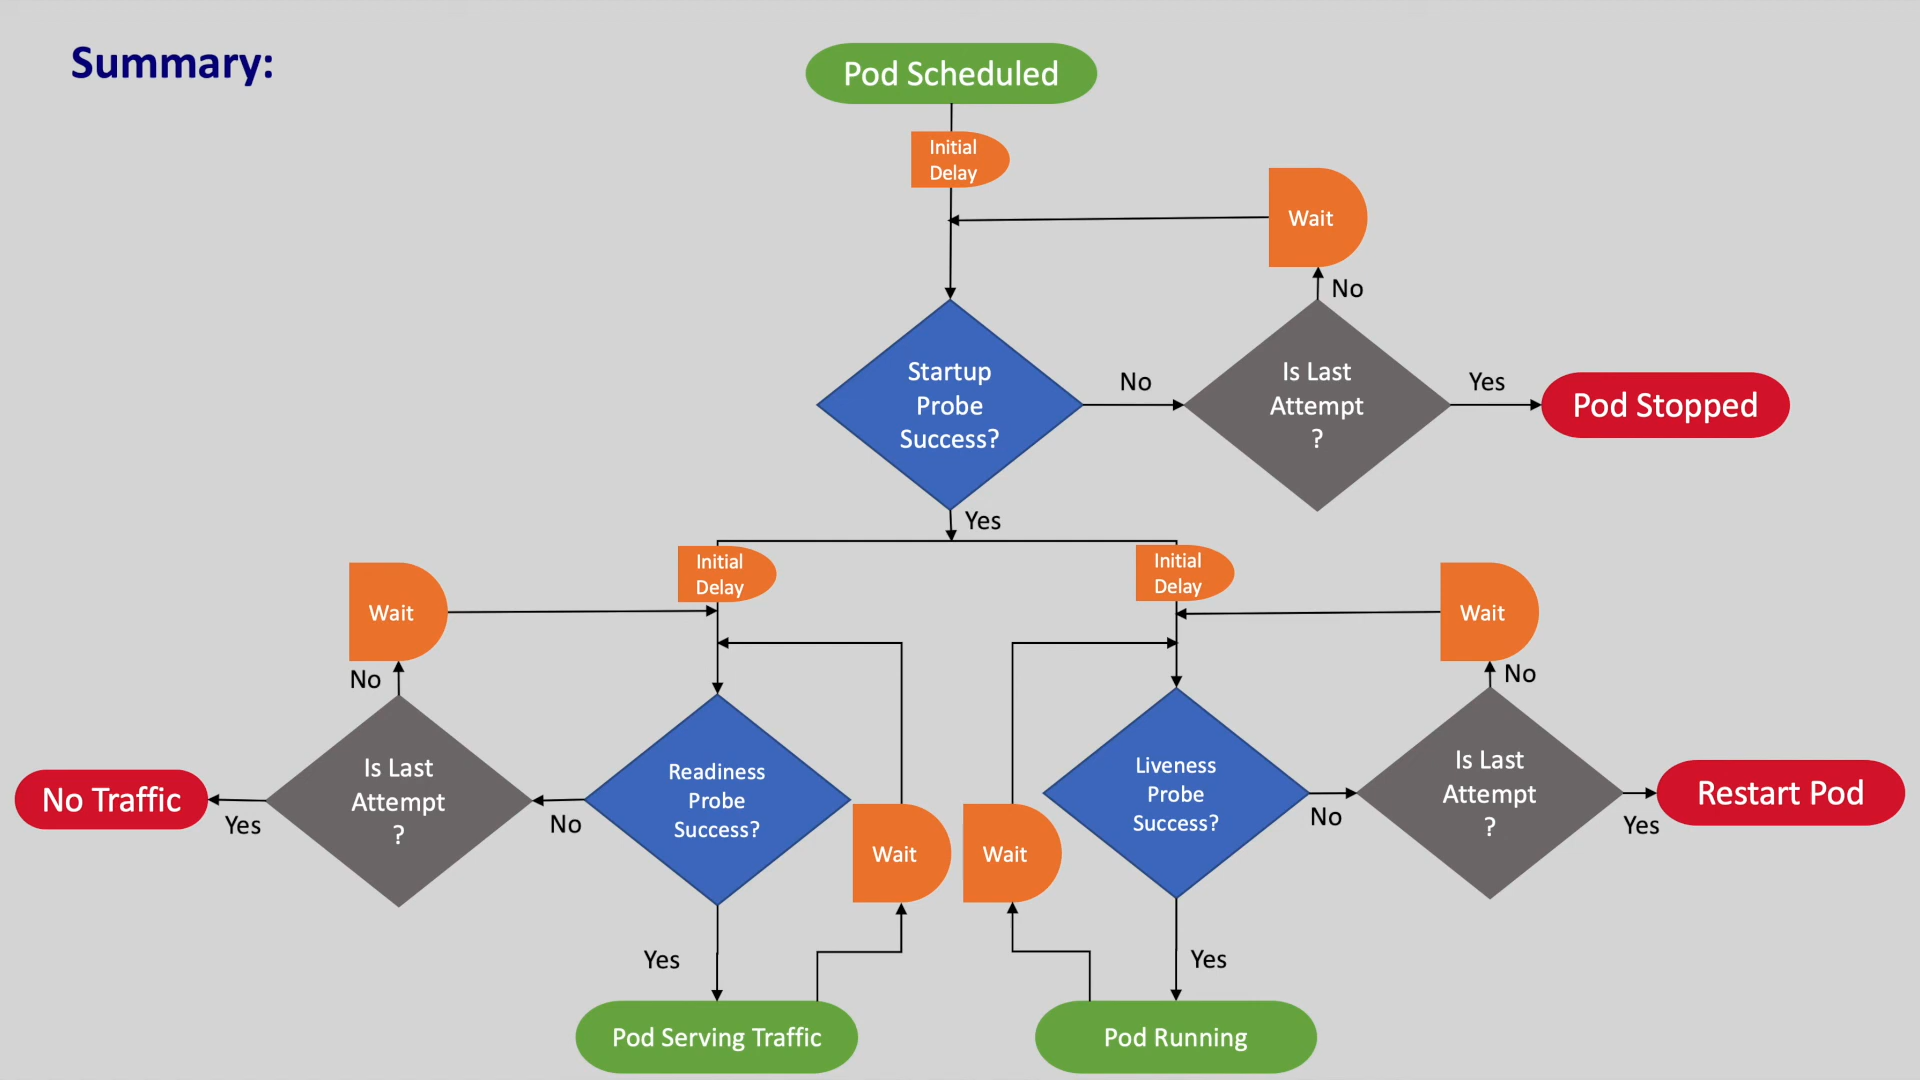 Summary:
Pod Scheduled
Initial
Delay
Wait
No
Startup
Probe
Success?
No
Is Last
Attempt
?
Yes
Pod Stopped
Yes
Initial
Delay
Initial
Delay
Wait
Wait
No
No
No Traffic
Yes
Is Last
Attempt
?
No
Readiness
Probe
Success?
Wait
Wait
Liveness
Probe
Success?
No
Is Last
Attempt
?
Yes
Restart Pod
Yes
Yes
Pod Serving Traffic
Pod Running